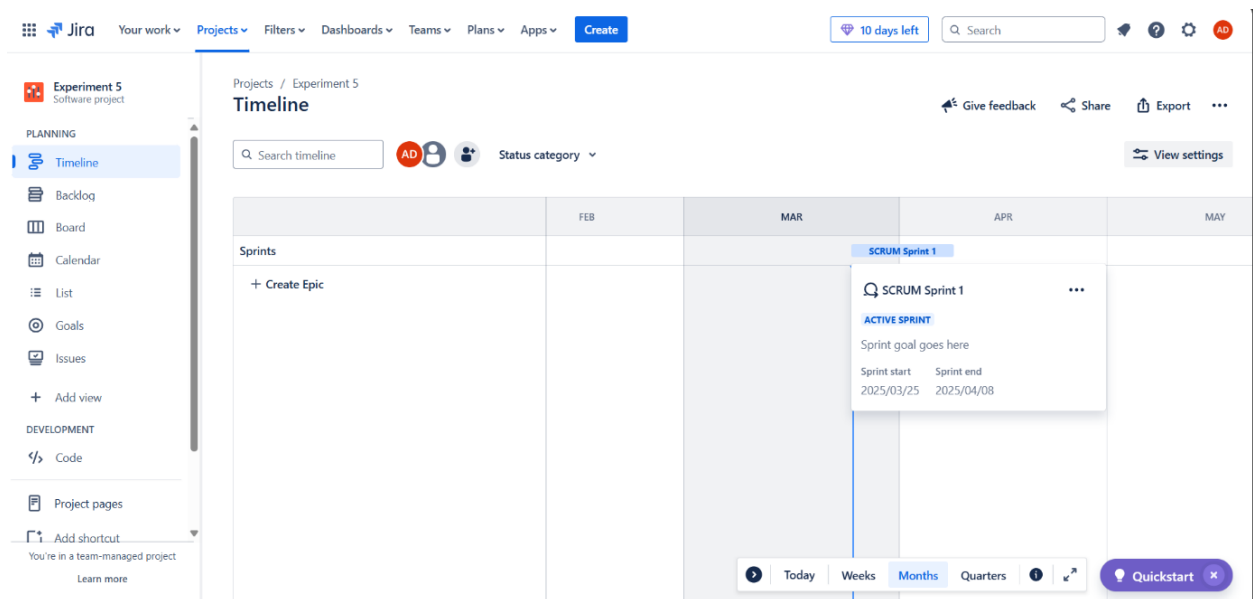 Jira Your work Projects Filters Dashboards Teams Plans Apps Create 10 days left Search AD
Experiment 5
Software project
PLANNING
Timeline
Backlog
Board
Calendar
List
Goals
Issues
Add view
DEVELOPMENT
Code
Project pages
Add shortcut
You're in a team-managed project
Learn more
Projects / Experiment 5
Timeline
Give feedback Share Export
Search timeline AD Status category View settings
FEB MAR APR MAY
Sprints SCRUM Sprint 1
+ Create Epic
SCRUM Sprint 1
ACTIVE SPRINT
Sprint goal goes here
Sprint start Sprint end
2025/03/25 2025/04/08
Today Weeks Months Quarters Quickstart